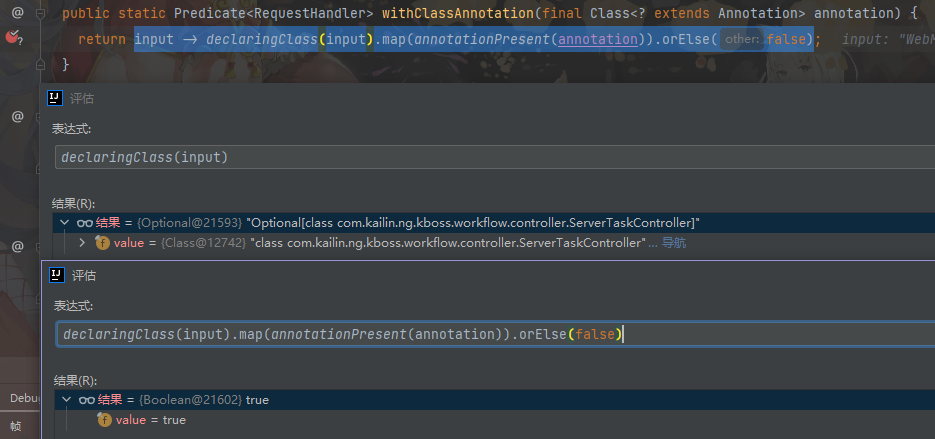 public static Predicate<RequestHandler> withClassAnnotation(final Class<? extends Annotation> annotation) {
return input -> declaringClass(input).map(annotationPresent(annotation)).orElse( other: false); input: "WebM
}
评估
表达式:
declaringClass(input)
结果(R):
结果 = {Optional@21593} "Optional[class com.kailin.ng.kboss.workflow.controller.ServerTaskController]"
value = {Class@12742} "class com.kailin.ng.kboss.workflow.controller.ServerTaskController" ... 导航
评估
表达式:
declaringClass(input).map(annotationPresent(annotation)).orElse(false)
结果(R):
Debug
结果 = {Boolean@21602} true
value = true
帧